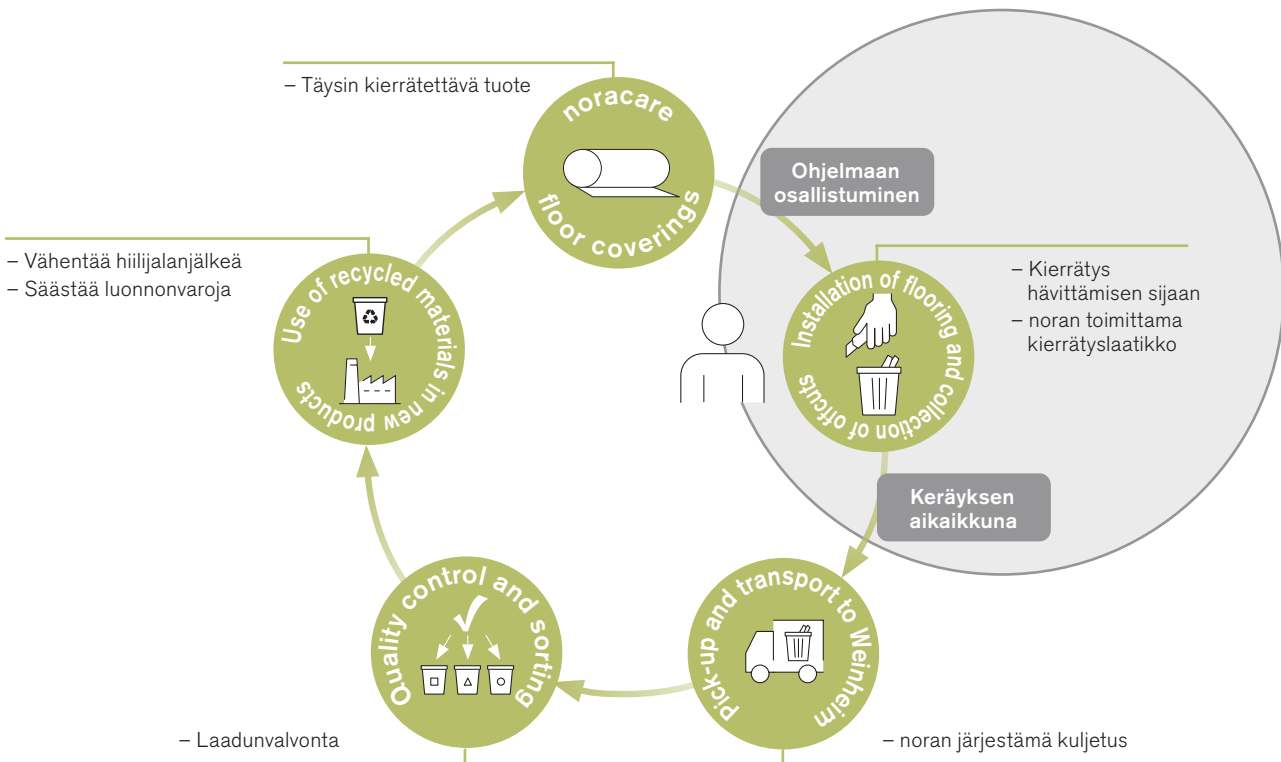 – Täysin kierrätettävä tuote
noracare
floor coverings
Ohjelmaan
osallistuminen
– Kierrätys
hävittämisen sijaan
– noran toimittama
kierrätyslaatikko
Installation of flooring and collection of offcuts
Keräyksen
aikaikkuna
Pick-up and transport to Weinheim
– noran järjestämä kuljetus
Quality control and sorting
– Laadunvalvonta
– Vähentää hiilijalanjälkeä
– Säästää luonnonvaroja
Use of recycled materials in new products